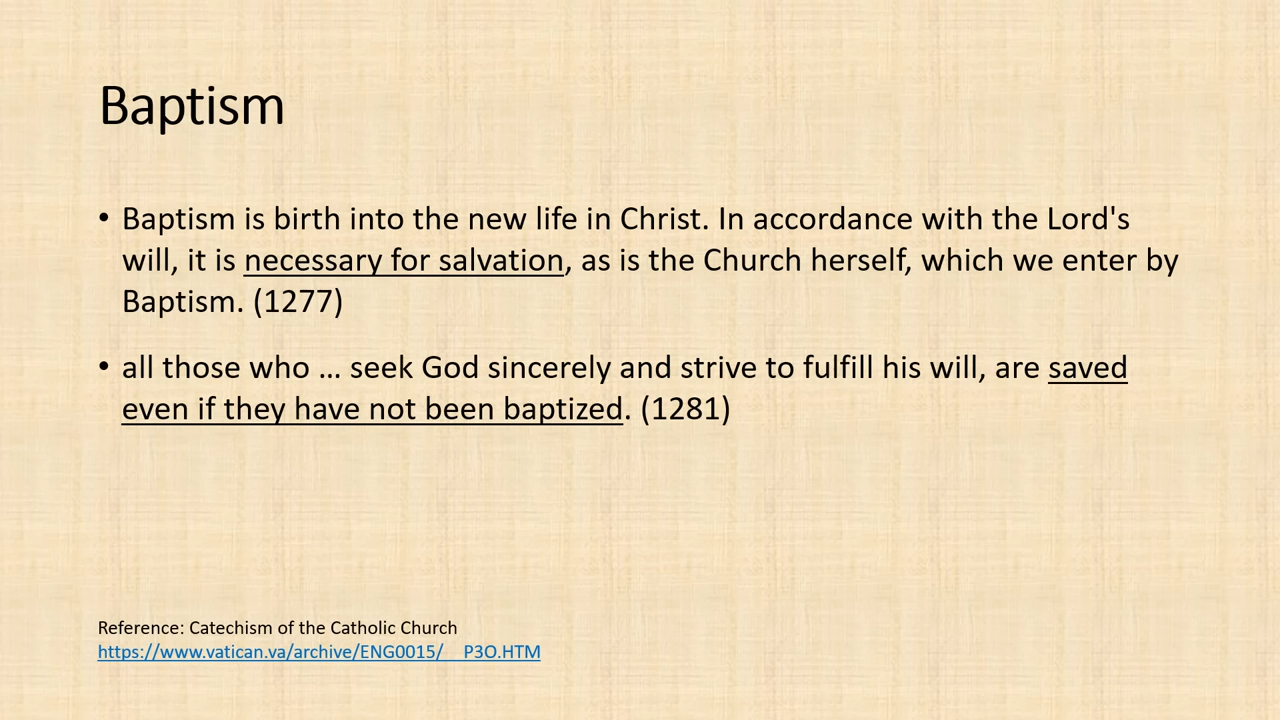 Baptism
• Baptism is birth into the new life in Christ. In accordance with the Lord's
will, it is necessary for salvation, as is the Church herself, which we enter by
Baptism. (1277)
• all those who … seek God sincerely and strive to fulfill his will, are saved
even if they have not been baptized. (1281)
Reference: Catechism of the Catholic Church
https://www.vatican.va/archive/ENG0015/__P3O.HTM